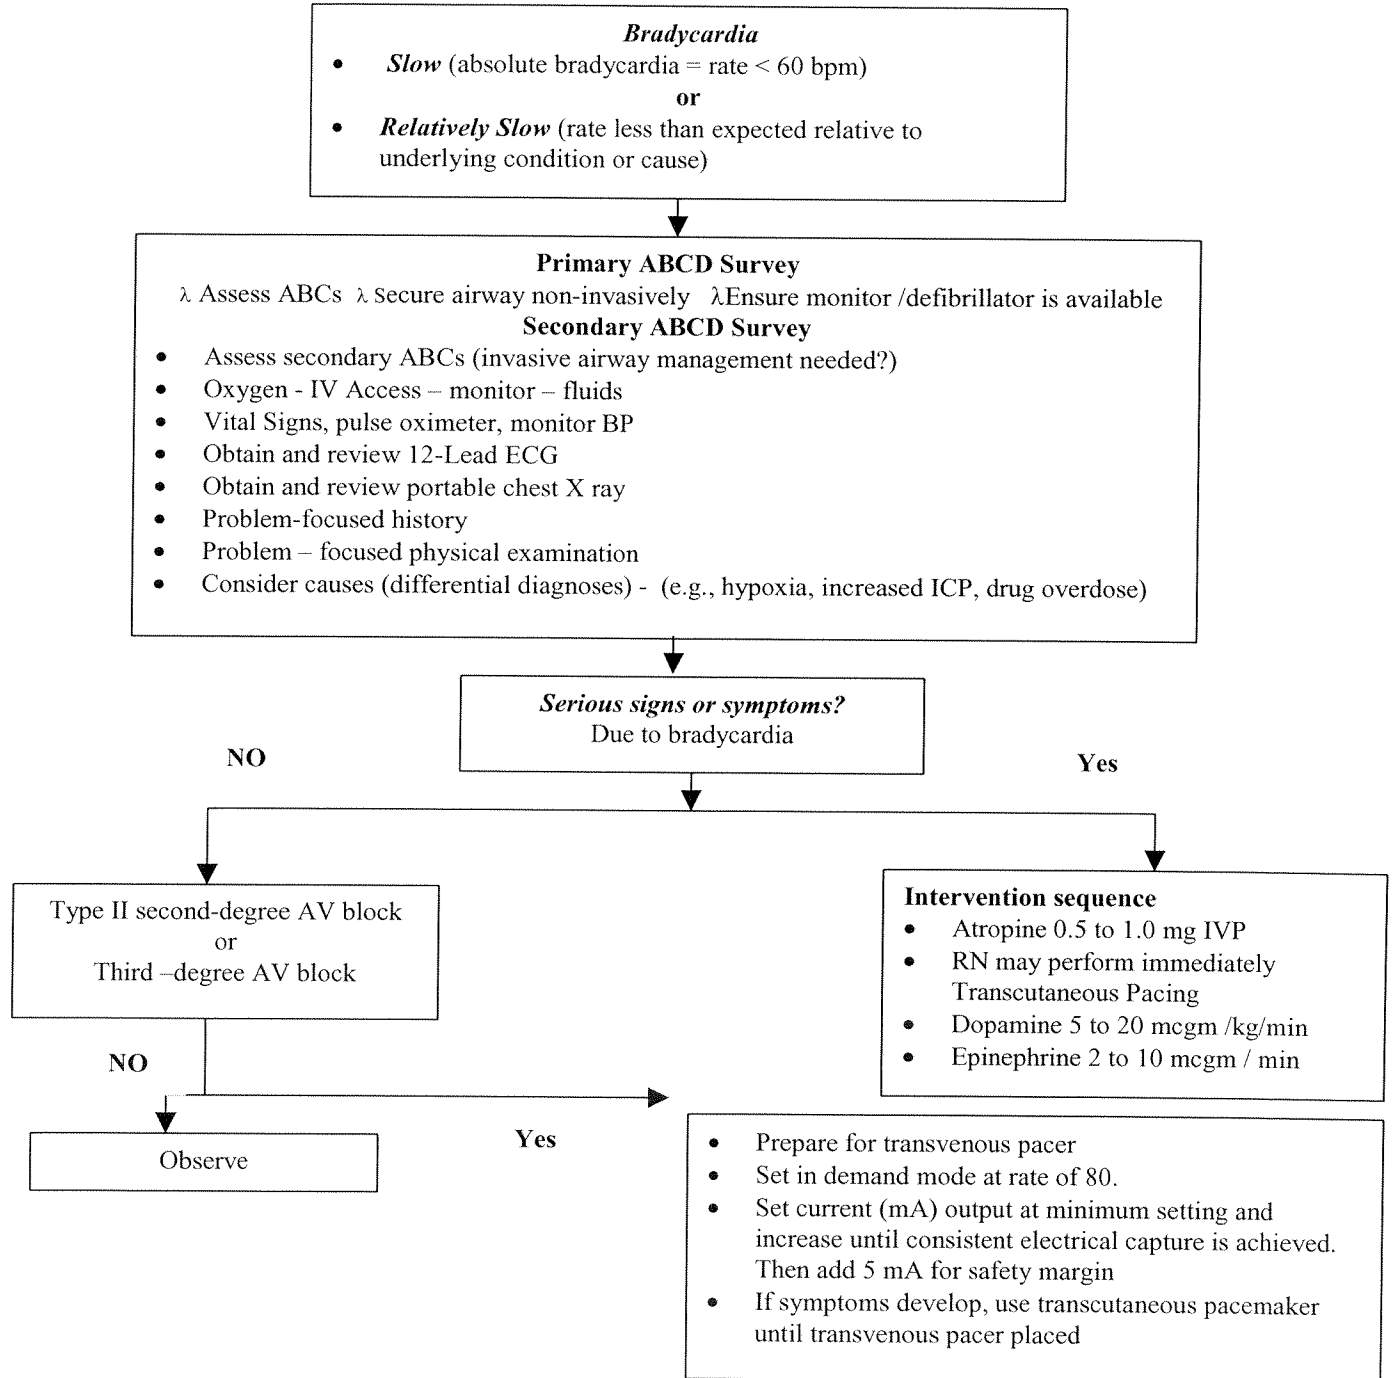 Bradycardia
• Slow (absolute bradycardia = rate < 60 bpm)
or
• Relatively Slow (rate less than expected relative to
underlying condition or cause)
Primary ABCD Survey
λ Assess ABCs λ Secure airway non-invasively λEnsure monitor /defibrillator is available
Secondary ABCD Survey
• Assess secondary ABCs (invasive airway management needed?)
• Oxygen - IV Access – monitor – fluids
• Vital Signs, pulse oximeter, monitor BP
• Obtain and review 12-Lead ECG
• Obtain and review portable chest X ray
• Problem-focused history
• Problem – focused physical examination
• Consider causes (differential diagnoses) - (e.g., hypoxia, increased ICP, drug overdose)
Serious signs or symptoms?
Due to bradycardia
NO
Yes
Type II second-degree AV block
or
Third –degree AV block
Intervention sequence
• Atropine 0.5 to 1.0 mg IVP
• RN may perform immediately
Transcutaneous Pacing
• Dopamine 5 to 20 mcgm /kg/min
• Epinephrine 2 to 10 mcgm / min
NO
Yes
Observe
• Prepare for transvenous pacer
• Set in demand mode at rate of 80.
• Set current (mA) output at minimum setting and
increase until consistent electrical capture is achieved.
Then add 5 mA for safety margin
• If symptoms develop, use transcutaneous pacemaker
until transvenous pacer placed